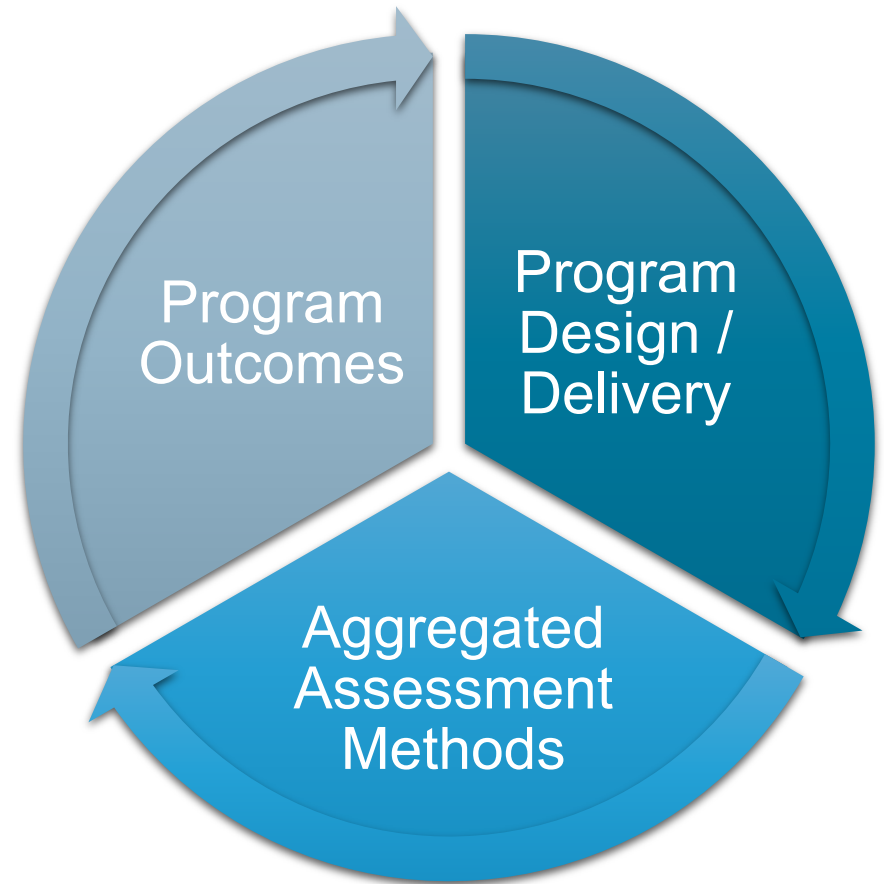 Program
Outcomes
Program
Design /
Delivery
Aggregated
Assessment
Methods